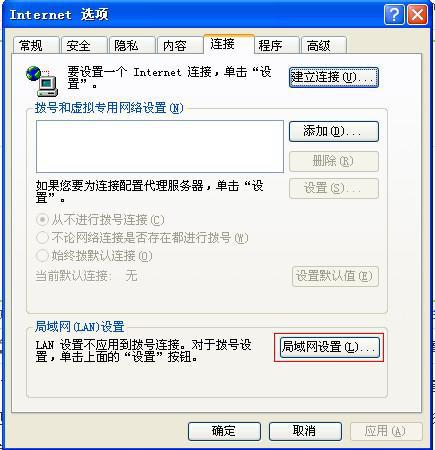 Internet 选项
常规 安全 隐私 内容 连接 程序 高级
要设置一个 Internet 连接，单击“设
置”。
建立连接(U)...
拨号和虚拟专用网络设置(N)
添加(D)...
删除(R)
如果您要为连接配置代理服务器，单击“设
置”。
设置(S)...
从不进行拨号连接(C)
不论网络连接是否存在都进行拨号(W)
始终拨默认连接(O)
当前默认连接: 无
设置默认值(E)
局域网(LAN)设置
LAN 设置不应用到拨号连接。对于拨号设
置，单击上面的“设置”按钮。
局域网设置(L)...
确定 取消 应用(A)